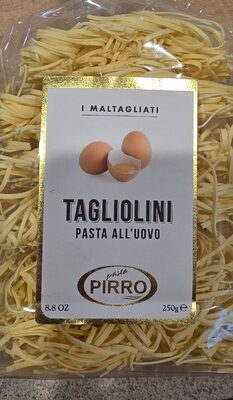 I MALTAGLIATI
TAGLIOLINI
PASTA ALL'UOVO
pasta
PIRRO
8.8 OZ 250g℮